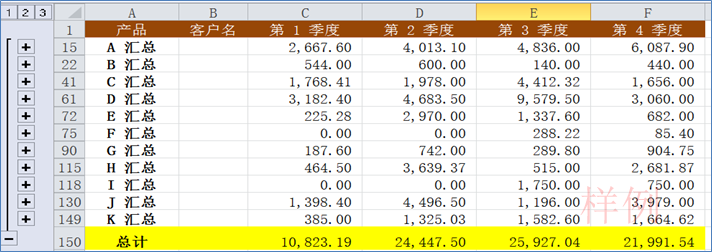 1 2 3 A B C D E F
1 产品 客户名 第 1 季度 第 2 季度 第 3 季度 第 4 季度
15 A 汇总 2,667.60 4,013.10 4,836.00 6,087.90
22 B 汇总 544.00 600.00 140.00 440.00
41 C 汇总 1,768.41 1,978.00 4,412.32 1,656.00
61 D 汇总 3,182.40 4,683.50 9,579.50 3,060.00
72 E 汇总 225.28 2,970.00 1,337.60 682.00
75 F 汇总 0.00 0.00 288.22 85.40
90 G 汇总 187.60 742.00 289.80 904.75
115 H 汇总 464.50 3,639.37 515.00 2,681.87
118 I 汇总 0.00 0.00 1,750.00 750.00
130 J 汇总 1,398.40 4,496.50 1,196.00 3,979.00
149 K 汇总 385.00 1,325.03 1,582.60 1,664.62
样例
150 总计 10,823.19 24,447.50 25,927.04 21,991.54